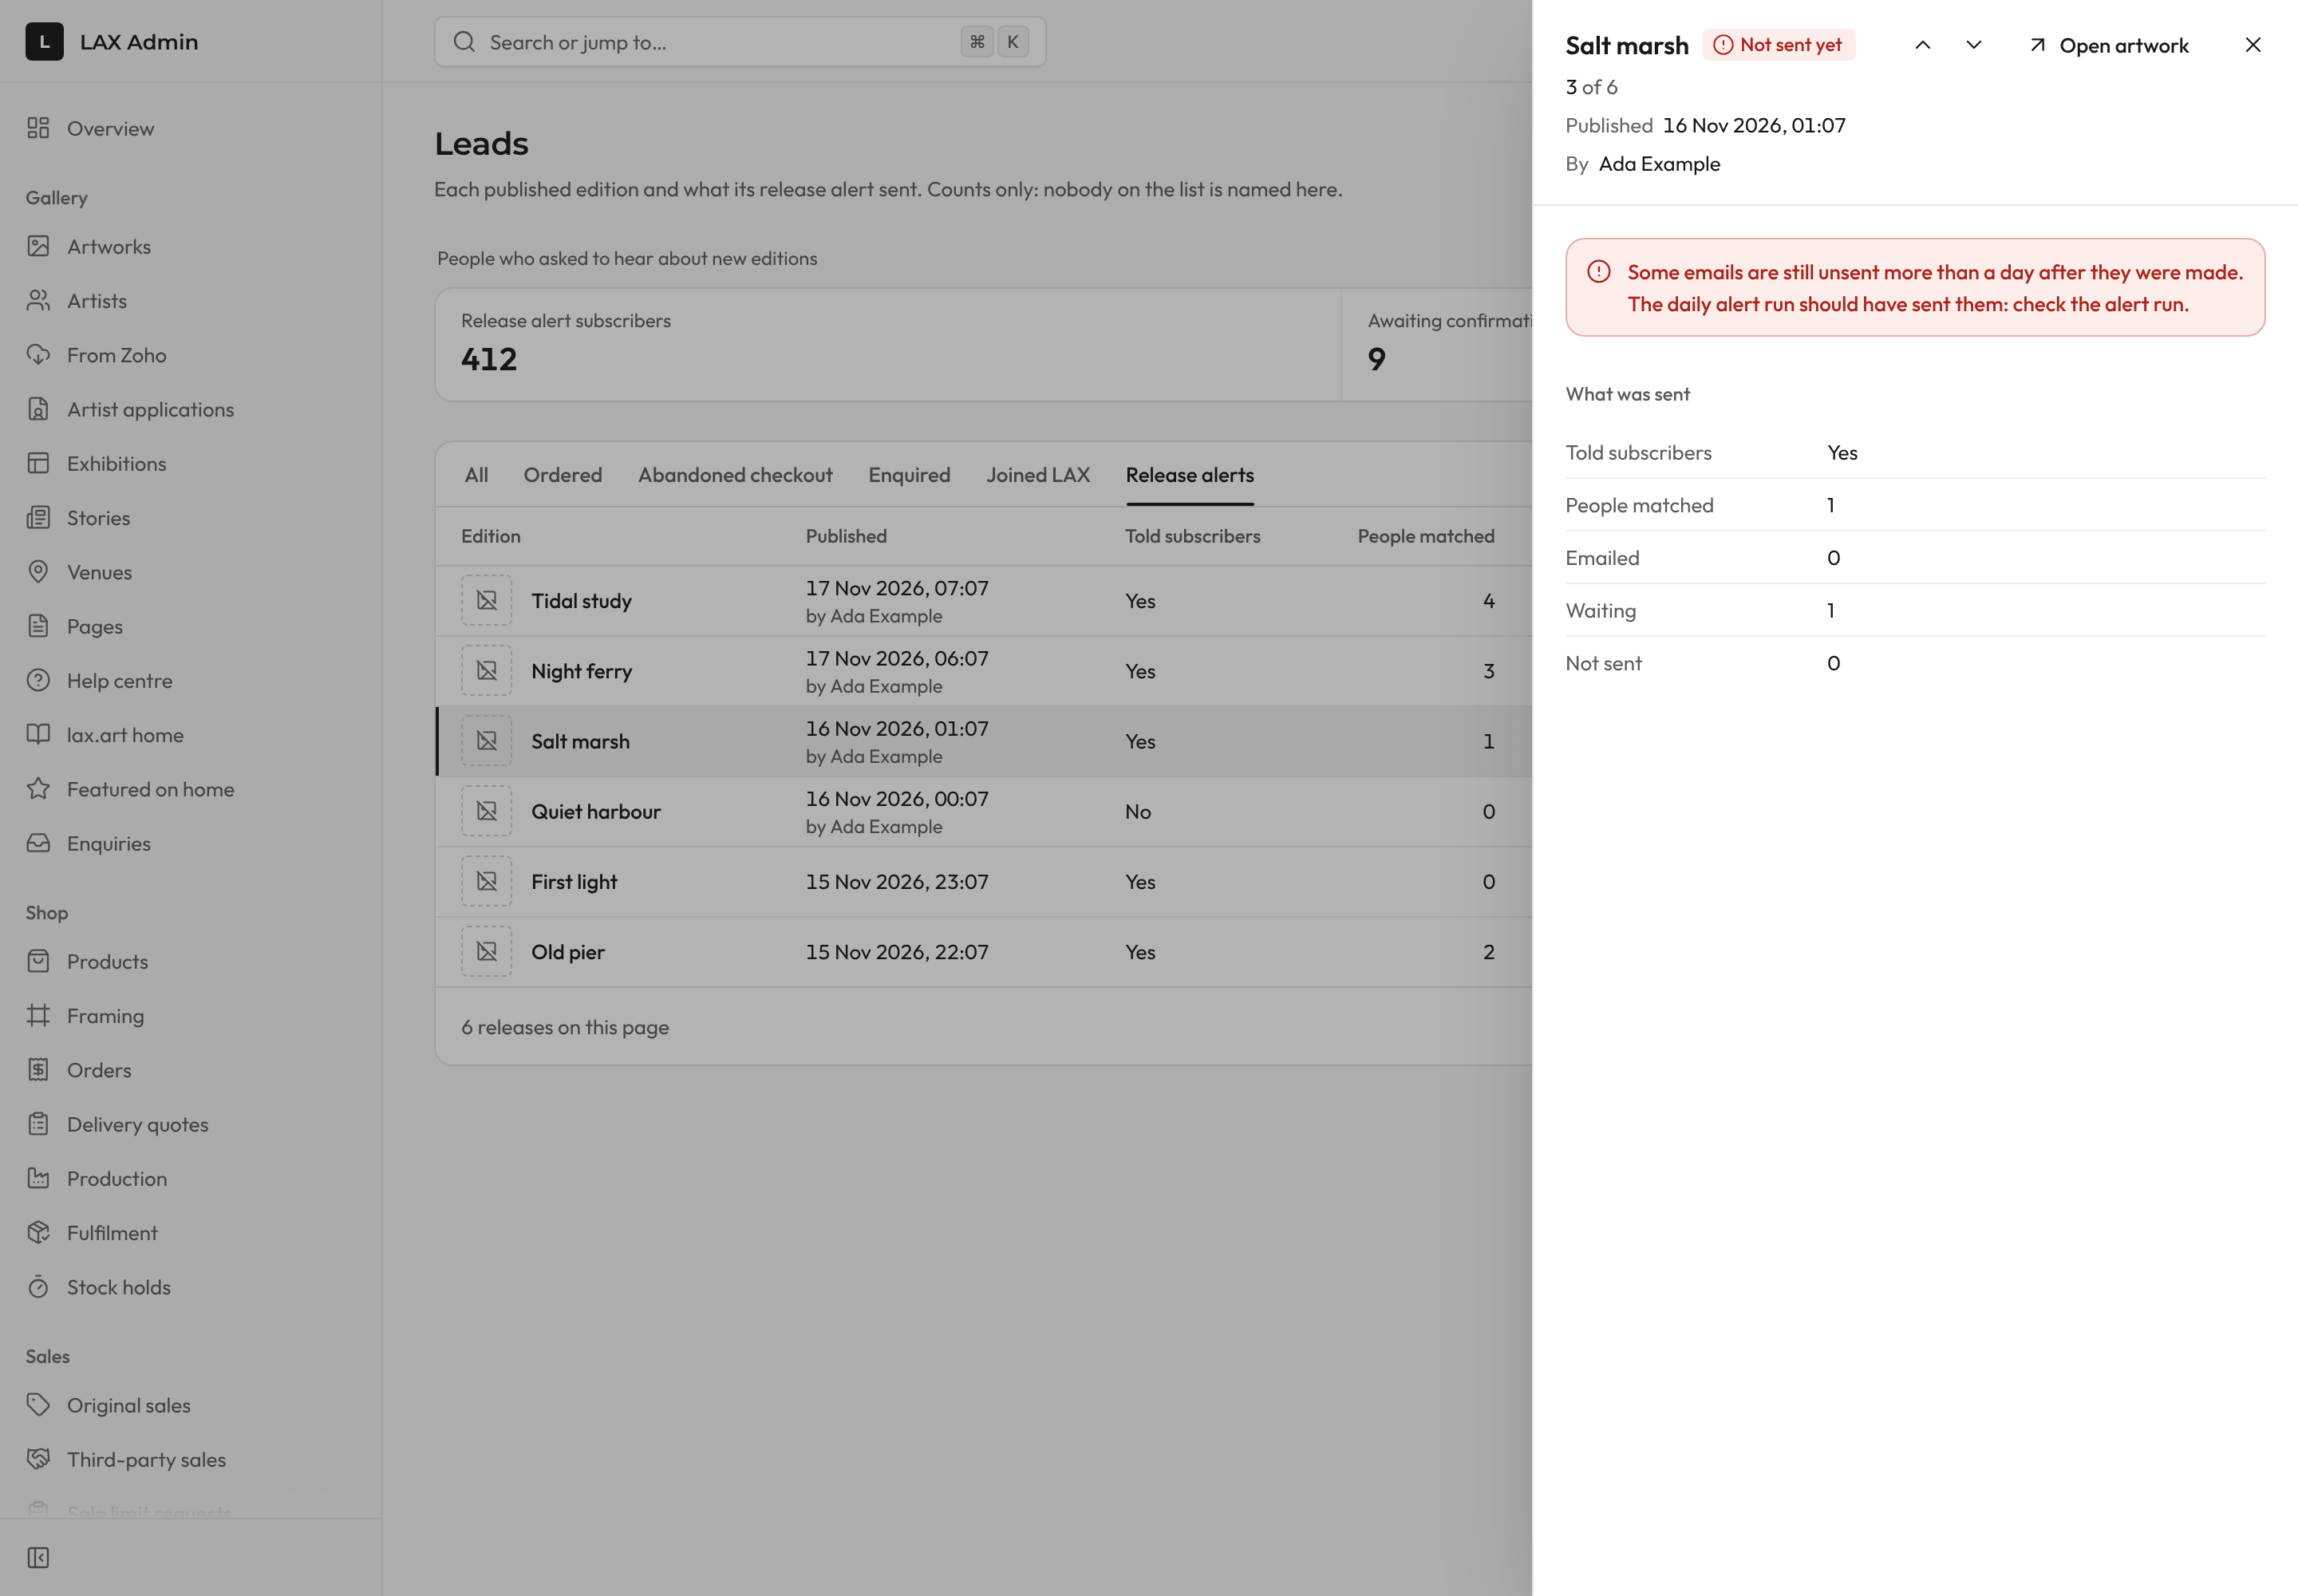 L LAX Admin
Search or jump to...
⌘ K
Overview
Gallery
Artworks
Artists
From Zoho
Artist applications
Exhibitions
Stories
Venues
Pages
Help centre
lax.art home
Featured on home
Enquiries
Shop
Products
Framing
Orders
Delivery quotes
Production
Fulfilment
Stock holds
Sales
Original sales
Third-party sales
Sale limit requests
Leads
Each published edition and what its release alert sent. Counts only: nobody on the list is named here.
People who asked to hear about new editions
Release alert subscribers
412
Awaiting confirmati
9
All Ordered Abandoned checkout Enquired Joined LAX Release alerts
Edition Published Told subscribers People matched
Tidal study 17 Nov 2026, 07:07 Yes 4
by Ada Example
Night ferry 17 Nov 2026, 06:07 Yes 3
by Ada Example
Salt marsh 16 Nov 2026, 01:07 Yes 1
by Ada Example
Quiet harbour 16 Nov 2026, 00:07 No 0
by Ada Example
First light 15 Nov 2026, 23:07 Yes 0
Old pier 15 Nov 2026, 22:07 Yes 2
6 releases on this page
Salt marsh Not sent yet Open artwork
3 of 6
Published 16 Nov 2026, 01:07
By Ada Example
Some emails are still unsent more than a day after they were made.
The daily alert run should have sent them: check the alert run.
What was sent
Told subscribers Yes
People matched 1
Emailed 0
Waiting 1
Not sent 0